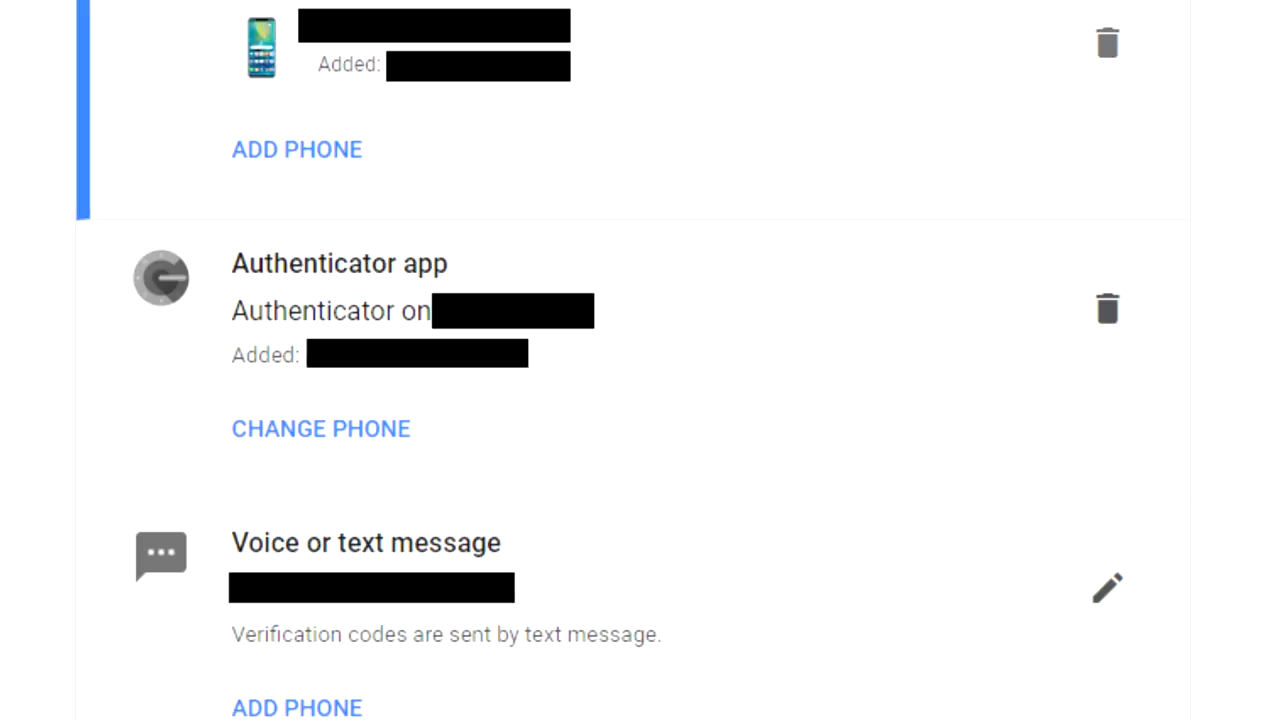 Added:
ADD PHONE
Authenticator app
Authenticator on
Added:
CHANGE PHONE
Voice or text message
Verification codes are sent by text message.
ADD PHONE